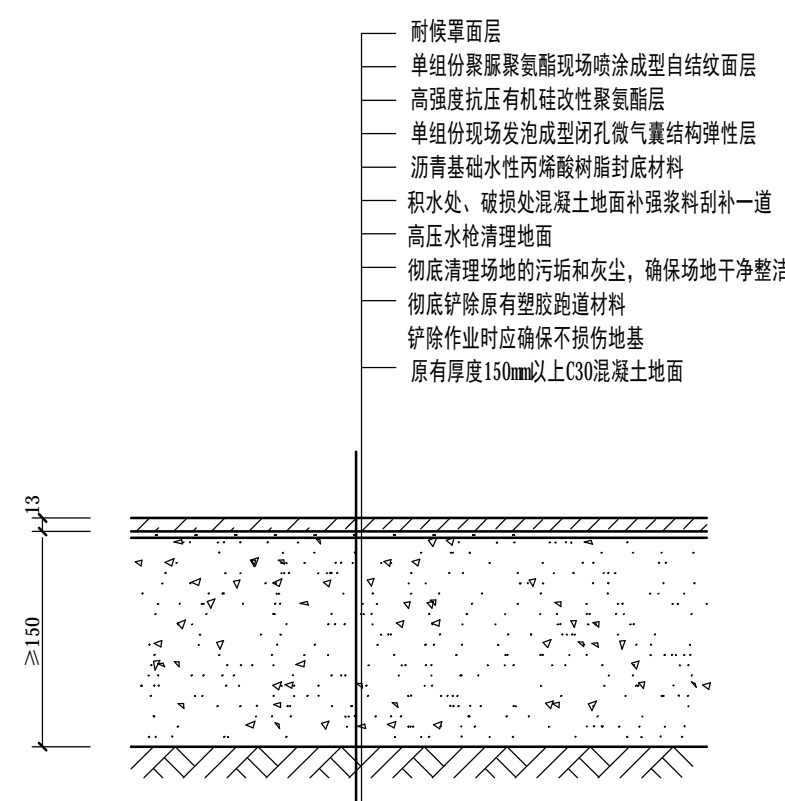 耐候罩面层
单组份聚脲聚氨酯现场喷涂成型自结纹面层
高强度抗压有机硅改性聚氨酯层
单组份现场发泡成型闭孔微气囊结构弹性层
沥青基础水性丙烯酸树脂封底材料
积水处、破损处混凝土地面补强浆料刮补一道
高压水枪清理地面
彻底清理场地的污垢和灰尘，确保场地干净整洁
彻底铲除原有塑胶跑道材料
铲除作业时应确保不损伤地基
原有厚度150mm以上C30混凝土地面
13
≥150